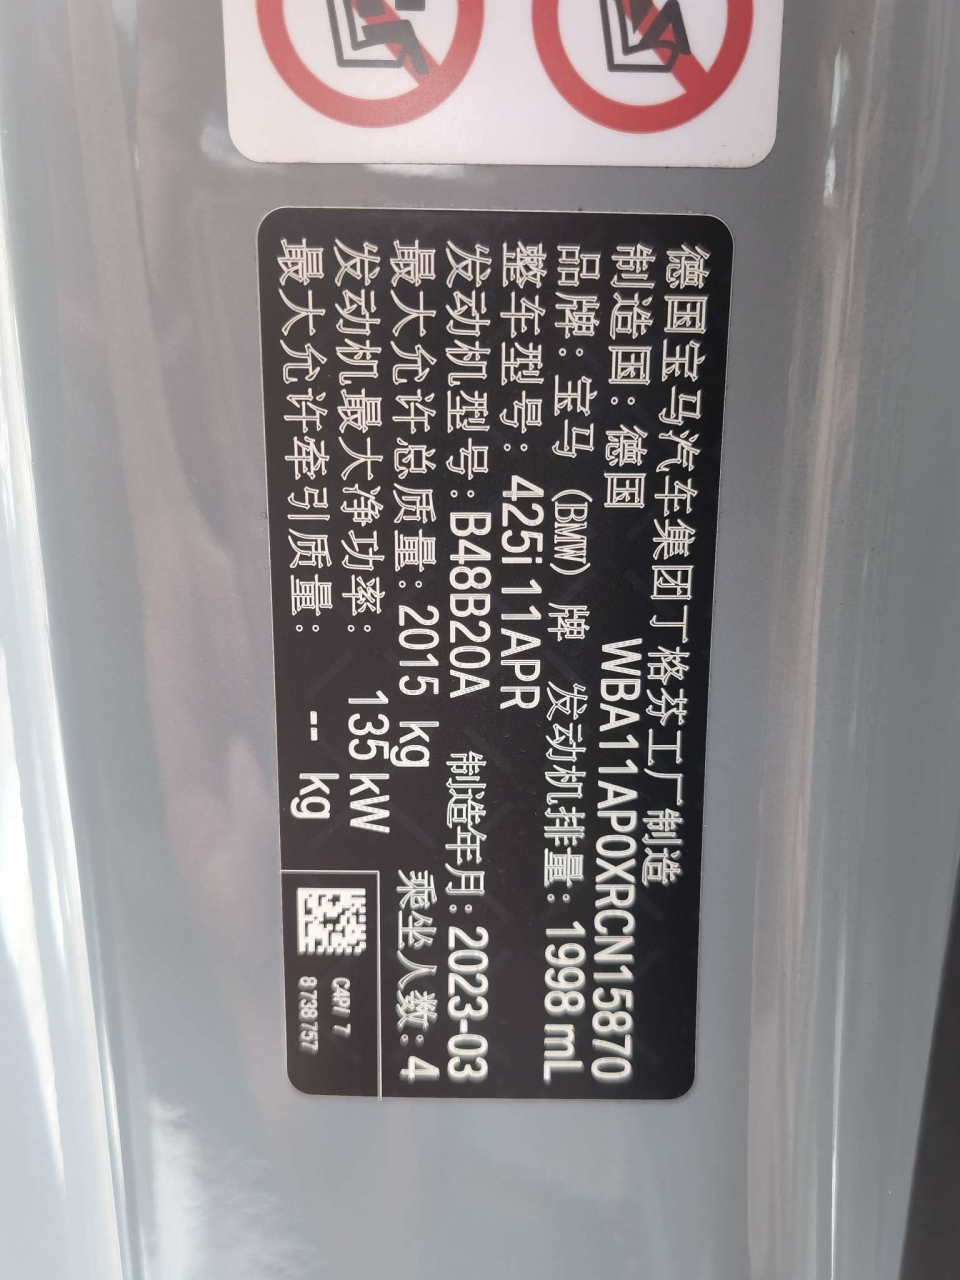 德国宝马汽车集团丁格芬工厂制造
制造国：德国 WBA11AP0XRCN15870
品牌：宝马（BMW）牌 发动机排量：1998 mL
整车型号：425i 11APR
发动机型号：B48B20A 制造年月：2023-03
最大允许总质量：2015 kg 乘坐人数：4
发动机最大净功率： 135 kW
最大允许牵引质量： -- kg
C4P/ 7
8 738 757